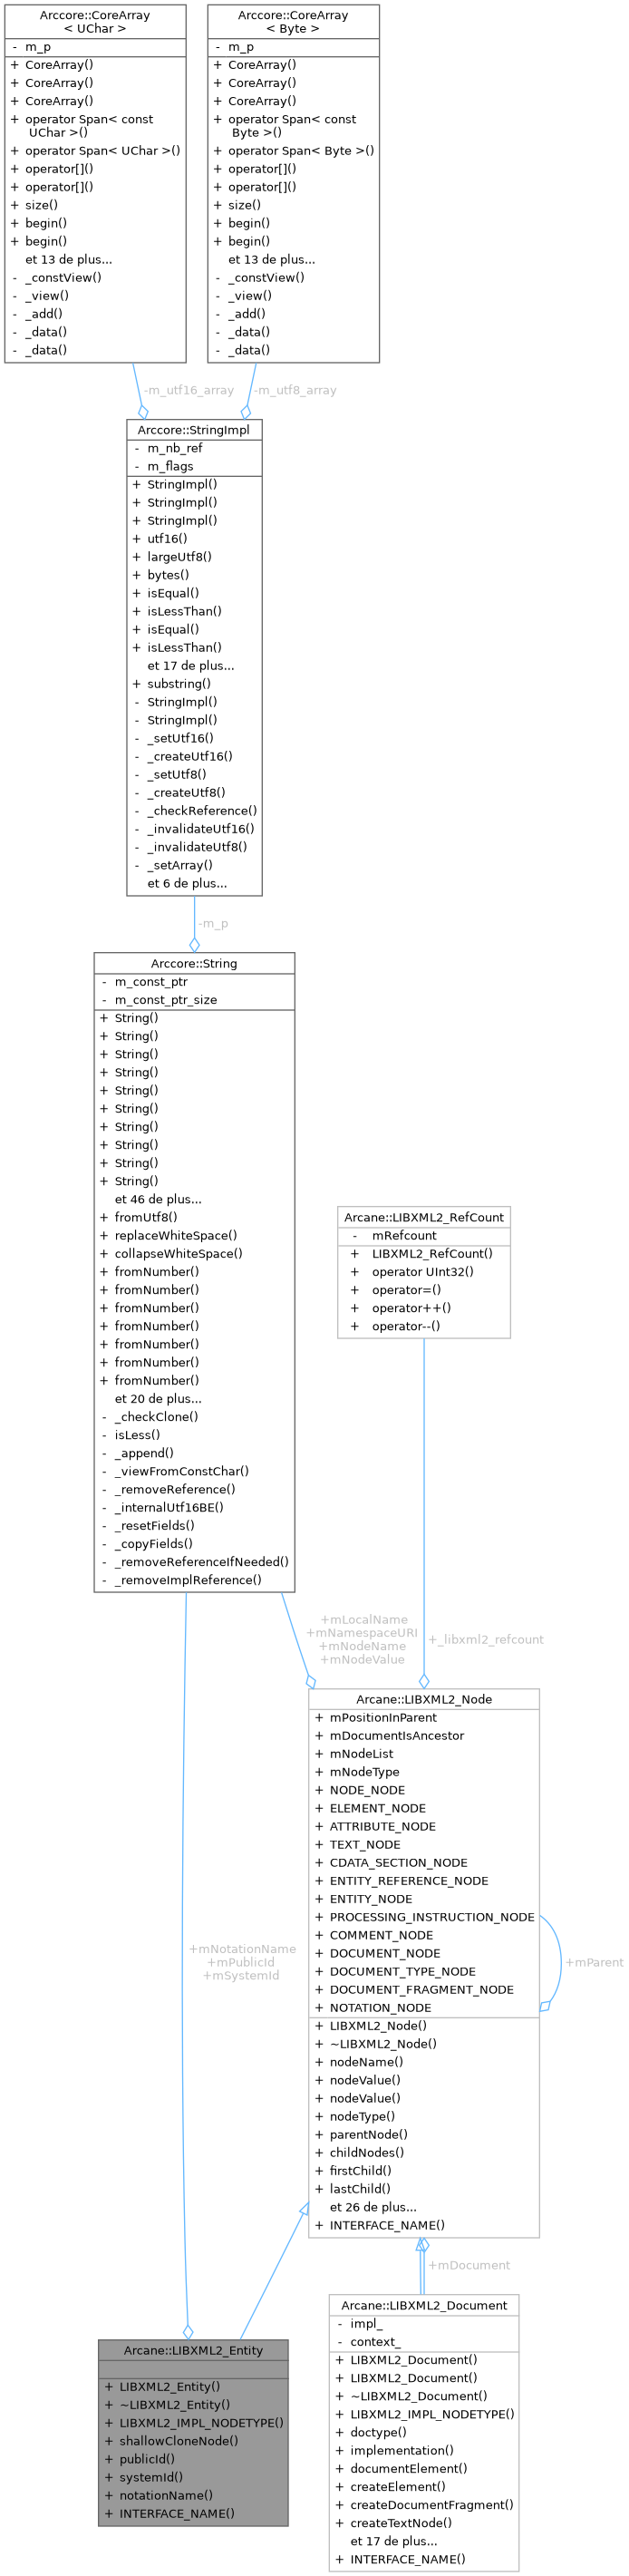 Arccore::CoreArray
< UChar >
- m_p
+ CoreArray()
+ CoreArray()
+ CoreArray()
+ operator Span< const
UChar >()
+ operator Span< UChar >()
+ operator[]()
+ operator[]()
+ size()
+ begin()
+ begin()
et 13 de plus...
- _constView()
- _view()
- _add()
- _data()
- _data()
Arccore::CoreArray
< Byte >
- m_p
+ CoreArray()
+ CoreArray()
+ CoreArray()
+ operator Span< const
Byte >()
+ operator Span< Byte >()
+ operator[]()
+ operator[]()
+ size()
+ begin()
+ begin()
et 13 de plus...
- _constView()
- _view()
- _add()
- _data()
- _data()
-m_utf16_array
-m_utf8_array
Arccore::StringImpl
- m_nb_ref
- m_flags
+ StringImpl()
+ StringImpl()
+ StringImpl()
+ utf16()
+ largeUtf8()
+ bytes()
+ isEqual()
+ isLessThan()
+ isEqual()
+ isLessThan()
et 17 de plus...
+ substring()
- StringImpl()
- StringImpl()
- _setUtf16()
- _createUtf16()
- _setUtf8()
- _createUtf8()
- _checkReference()
- _invalidateUtf16()
- _invalidateUtf8()
- _setArray()
et 6 de plus...
-m_p
Arccore::String
- m_const_ptr
- m_const_ptr_size
+ String()
+ String()
+ String()
+ String()
+ String()
+ String()
+ String()
+ String()
+ String()
+ String()
et 46 de plus...
+ fromUtf8()
+ replaceWhiteSpace()
+ collapseWhiteSpace()
+ fromNumber()
+ fromNumber()
+ fromNumber()
+ fromNumber()
+ fromNumber()
+ fromNumber()
+ fromNumber()
et 20 de plus...
- _checkClone()
- isLess()
- _append()
- _viewFromConstChar()
- _removeReference()
- _internalUtf16BE()
- _resetFields()
- _copyFields()
- _removeReferenceIfNeeded()
- _removeImplReference()
Arcane::LIBXML2_RefCount
- mRefcount
+ LIBXML2_RefCount()
+ operator UInt32()
+ operator=()
+ operator++()
+ operator--()
+mLocalName
+mNamespaceURI
+mNodeName
+mNodeValue
+_libxml2_refcount
Arcane::LIBXML2_Node
+ mPositionInParent
+ mDocumentIsAncestor
+ mNodeList
+ mNodeType
+ NODE_NODE
+ ELEMENT_NODE
+ ATTRIBUTE_NODE
+ TEXT_NODE
+ CDATA_SECTION_NODE
+ ENTITY_REFERENCE_NODE
+ ENTITY_NODE
+ PROCESSING_INSTRUCTION_NODE
+ COMMENT_NODE
+ DOCUMENT_NODE
+ DOCUMENT_TYPE_NODE
+ DOCUMENT_FRAGMENT_NODE
+ NOTATION_NODE
+ LIBXML2_Node()
+ ~LIBXML2_Node()
+ nodeName()
+ nodeValue()
+ nodeValue()
+ nodeType()
+ parentNode()
+ childNodes()
+ firstChild()
+ lastChild()
et 26 de plus...
+ INTERFACE_NAME()
+mParent
+mNotationName
+mPublicId
+mSystemId
+mDocument
Arcane::LIBXML2_Entity
+ LIBXML2_Entity()
+ ~LIBXML2_Entity()
+ LIBXML2_IMPL_NODETYPE()
+ shallowCloneNode()
+ publicId()
+ systemId()
+ notationName()
+ INTERFACE_NAME()
Arcane::LIBXML2_Document
- impl_
- context_
+ LIBXML2_Document()
+ LIBXML2_Document()
+ ~LIBXML2_Document()
+ LIBXML2_IMPL_NODETYPE()
+ doctype()
+ implementation()
+ documentElement()
+ createElement()
+ createDocumentFragment()
+ createTextNode()
et 17 de plus...
+ INTERFACE_NAME()